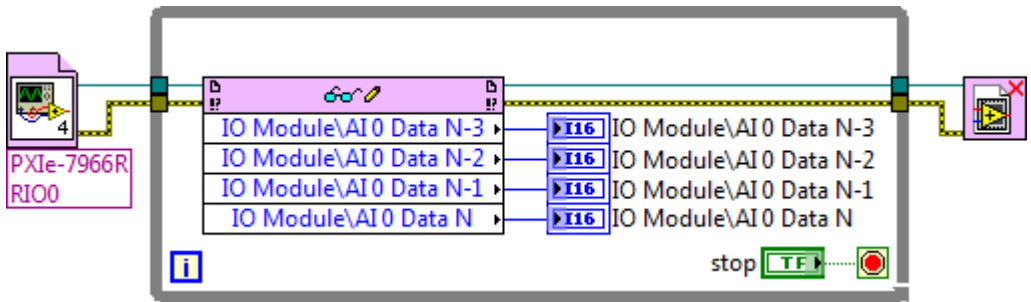 4
PXIe-7966R
RIO0
!?
!?
IO Module\AI 0 Data N-3
I16
IO Module\AI 0 Data N-3
IO Module\AI 0 Data N-2
I16
IO Module\AI 0 Data N-2
IO Module\AI 0 Data N-1
I16
IO Module\AI 0 Data N-1
IO Module\AI 0 Data N
I16
IO Module\AI 0 Data N
i
stop
TF